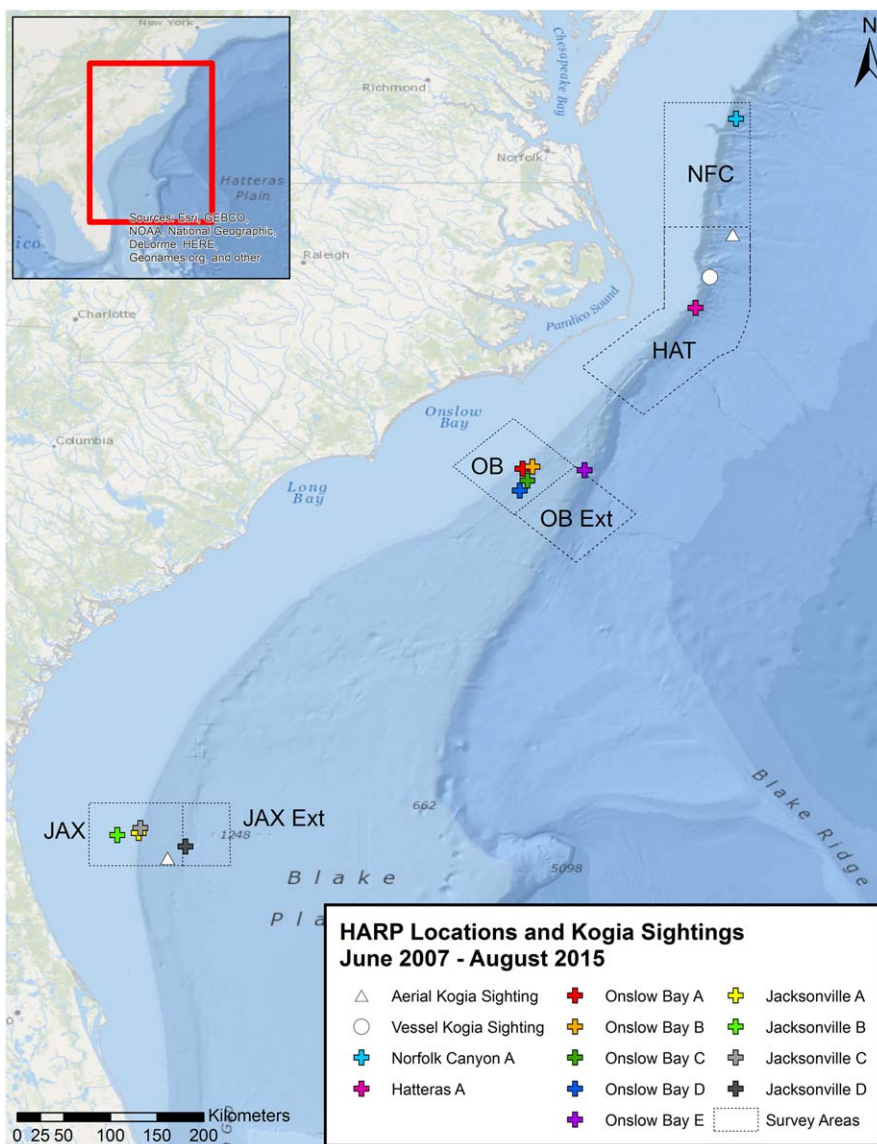 New York
Richmond
Chesapeake Bay
Norfolk
N
NFC
Hatteras
Plain
Sources: Esri, GEBCO,
NOAA, National Geographic,
DeLorme, HERE,
Geonames.org, and other
ico
Raleigh
Pamlico Sound
Charlotte
HAT
Onslow
Bay
Columbia
OB
Long
Bay
OB Ext
Blake Ridge
JAX
JAX Ext
662
1248
5098
Blake
Pla
HARP Locations and Kogia Sightings
June 2007 - August 2015
Aerial Kogia Sighting
Vessel Kogia Sighting
Norfolk Canyon A
Hatteras A
Onslow Bay A
Onslow Bay B
Onslow Bay C
Onslow Bay D
Onslow Bay E
Jacksonville A
Jacksonville B
Jacksonville C
Jacksonville D
Survey Areas
Kilometers
0 25 50 100 150 200